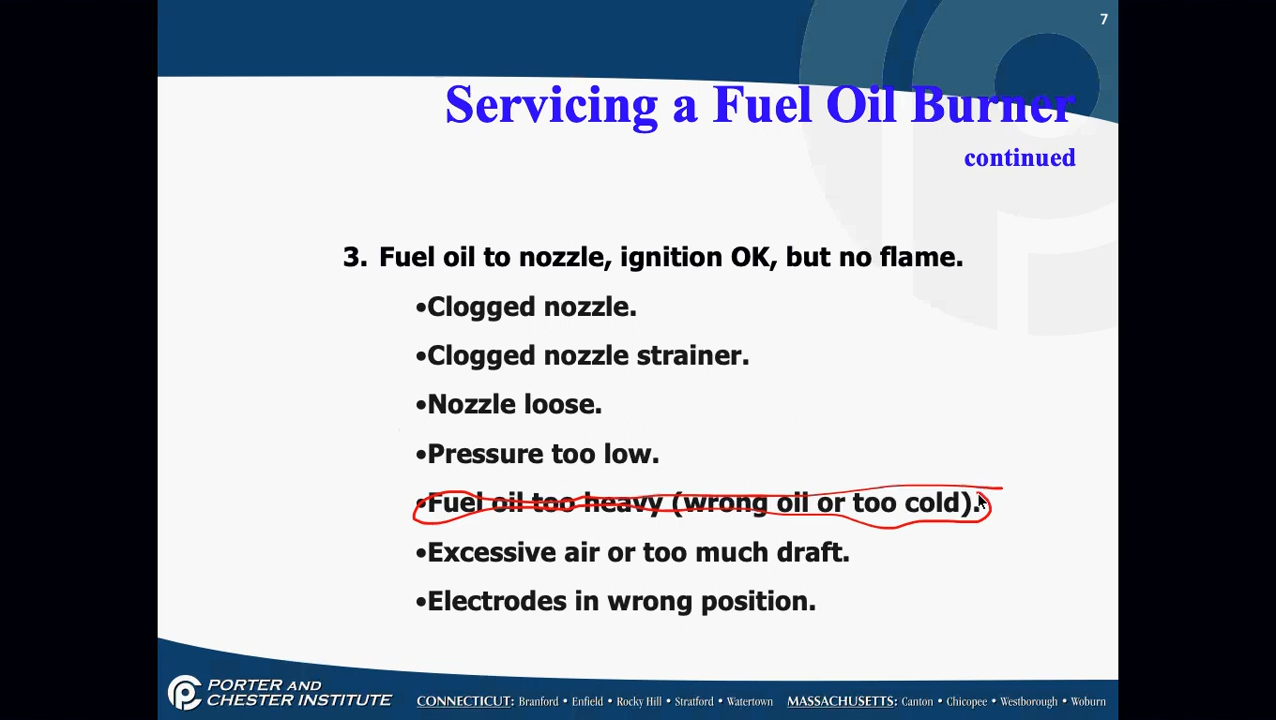 7
Servicing a Fuel Oil Burner
continued
3. Fuel oil to nozzle, ignition OK, but no flame.
•Clogged nozzle.
•Clogged nozzle strainer.
•Nozzle loose.
•Pressure too low.
•Fuel oil too heavy (wrong oil or too cold).
•Excessive air or too much draft.
•Electrodes in wrong position.
PORTER AND
CHESTER INSTITUTE
CONNECTICUT: Branford • Enfield • Rocky Hill • Stratford • Watertown MASSACHUSETTS: Canton • Chicopee • Westborough • Woburn